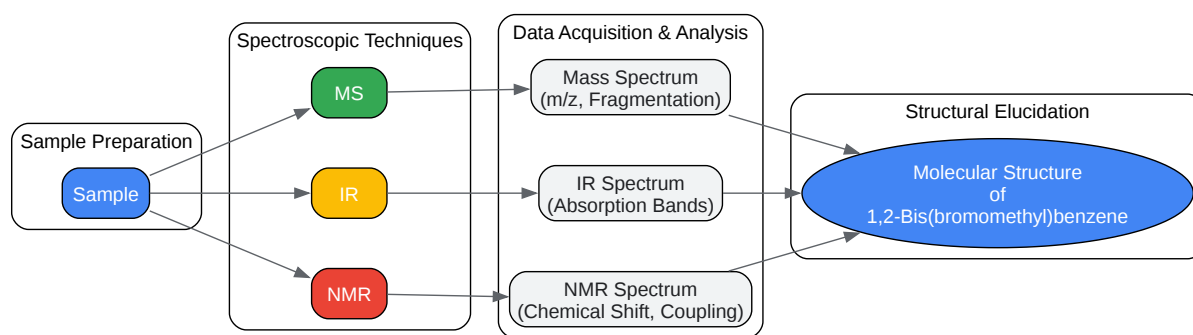 Sample Preparation
Sample
Spectroscopic Techniques
MS
IR
NMR
Data Acquisition & Analysis
Mass Spectrum
(m/z, Fragmentation)
IR Spectrum
(Absorption Bands)
NMR Spectrum
(Chemical Shift, Coupling)
Structural Elucidation
Molecular Structure
of
1,2-Bis(bromomethyl)benzene